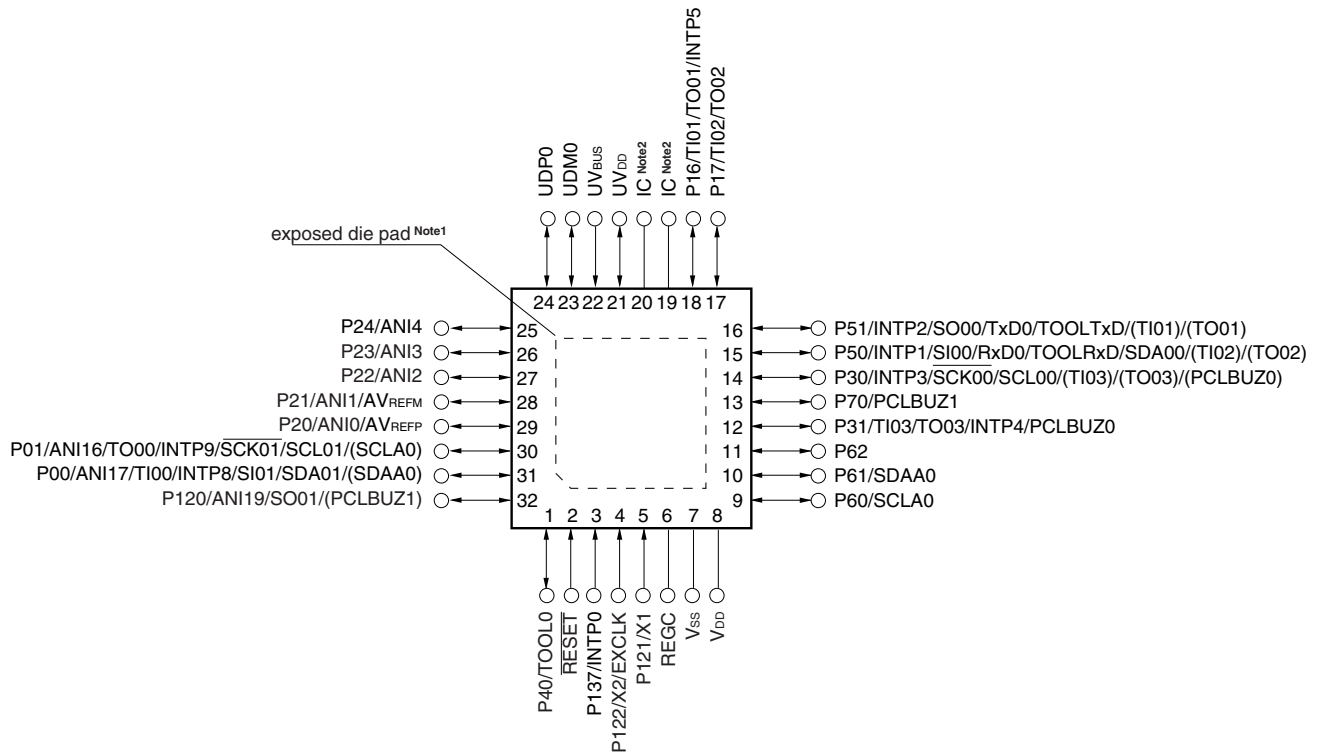 UDP0
UDM0
UVBUS
UVDD
IC Note2
IC Note2
P16/TI01/TO01/INTP5
P17/TI02/TO02
exposed die pad Note1
24 23 22 21 20 19 18 17
P24/ANI4 25
P23/ANI3 26
P22/ANI2 27
P21/ANI1/AVREFM 28
P20/ANI0/AVREFP 29
P01/ANI16/TO00/INTP9/SCK01/SCL01/(SCLA0) 30
P00/ANI17/TI00/INTP8/SI01/SDA01/(SDAA0) 31
P120/ANI19/SO01/(PCLBUZ1) 32
16 P51/INTP2/SO00/TxD0/TOOLTxD/(TI01)/(TO01)
15 P50/INTP1/SI00/RxD0/TOOLRxD/SDA00/(TI02)/(TO02)
14 P30/INTP3/SCK00/SCL00/(TI03)/(TO03)/(PCLBUZ0)
13 P70/PCLBUZ1
12 P31/TI03/TO03/INTP4/PCLBUZ0
11 P62
10 P61/SDAA0
9 P60/SCLA0
1 2 3 4 5 6 7 8
P40/TOOL0
RESET
P137/INTP0
P122/X2/EXCLK
P121/X1
REGC
VSS
VDD